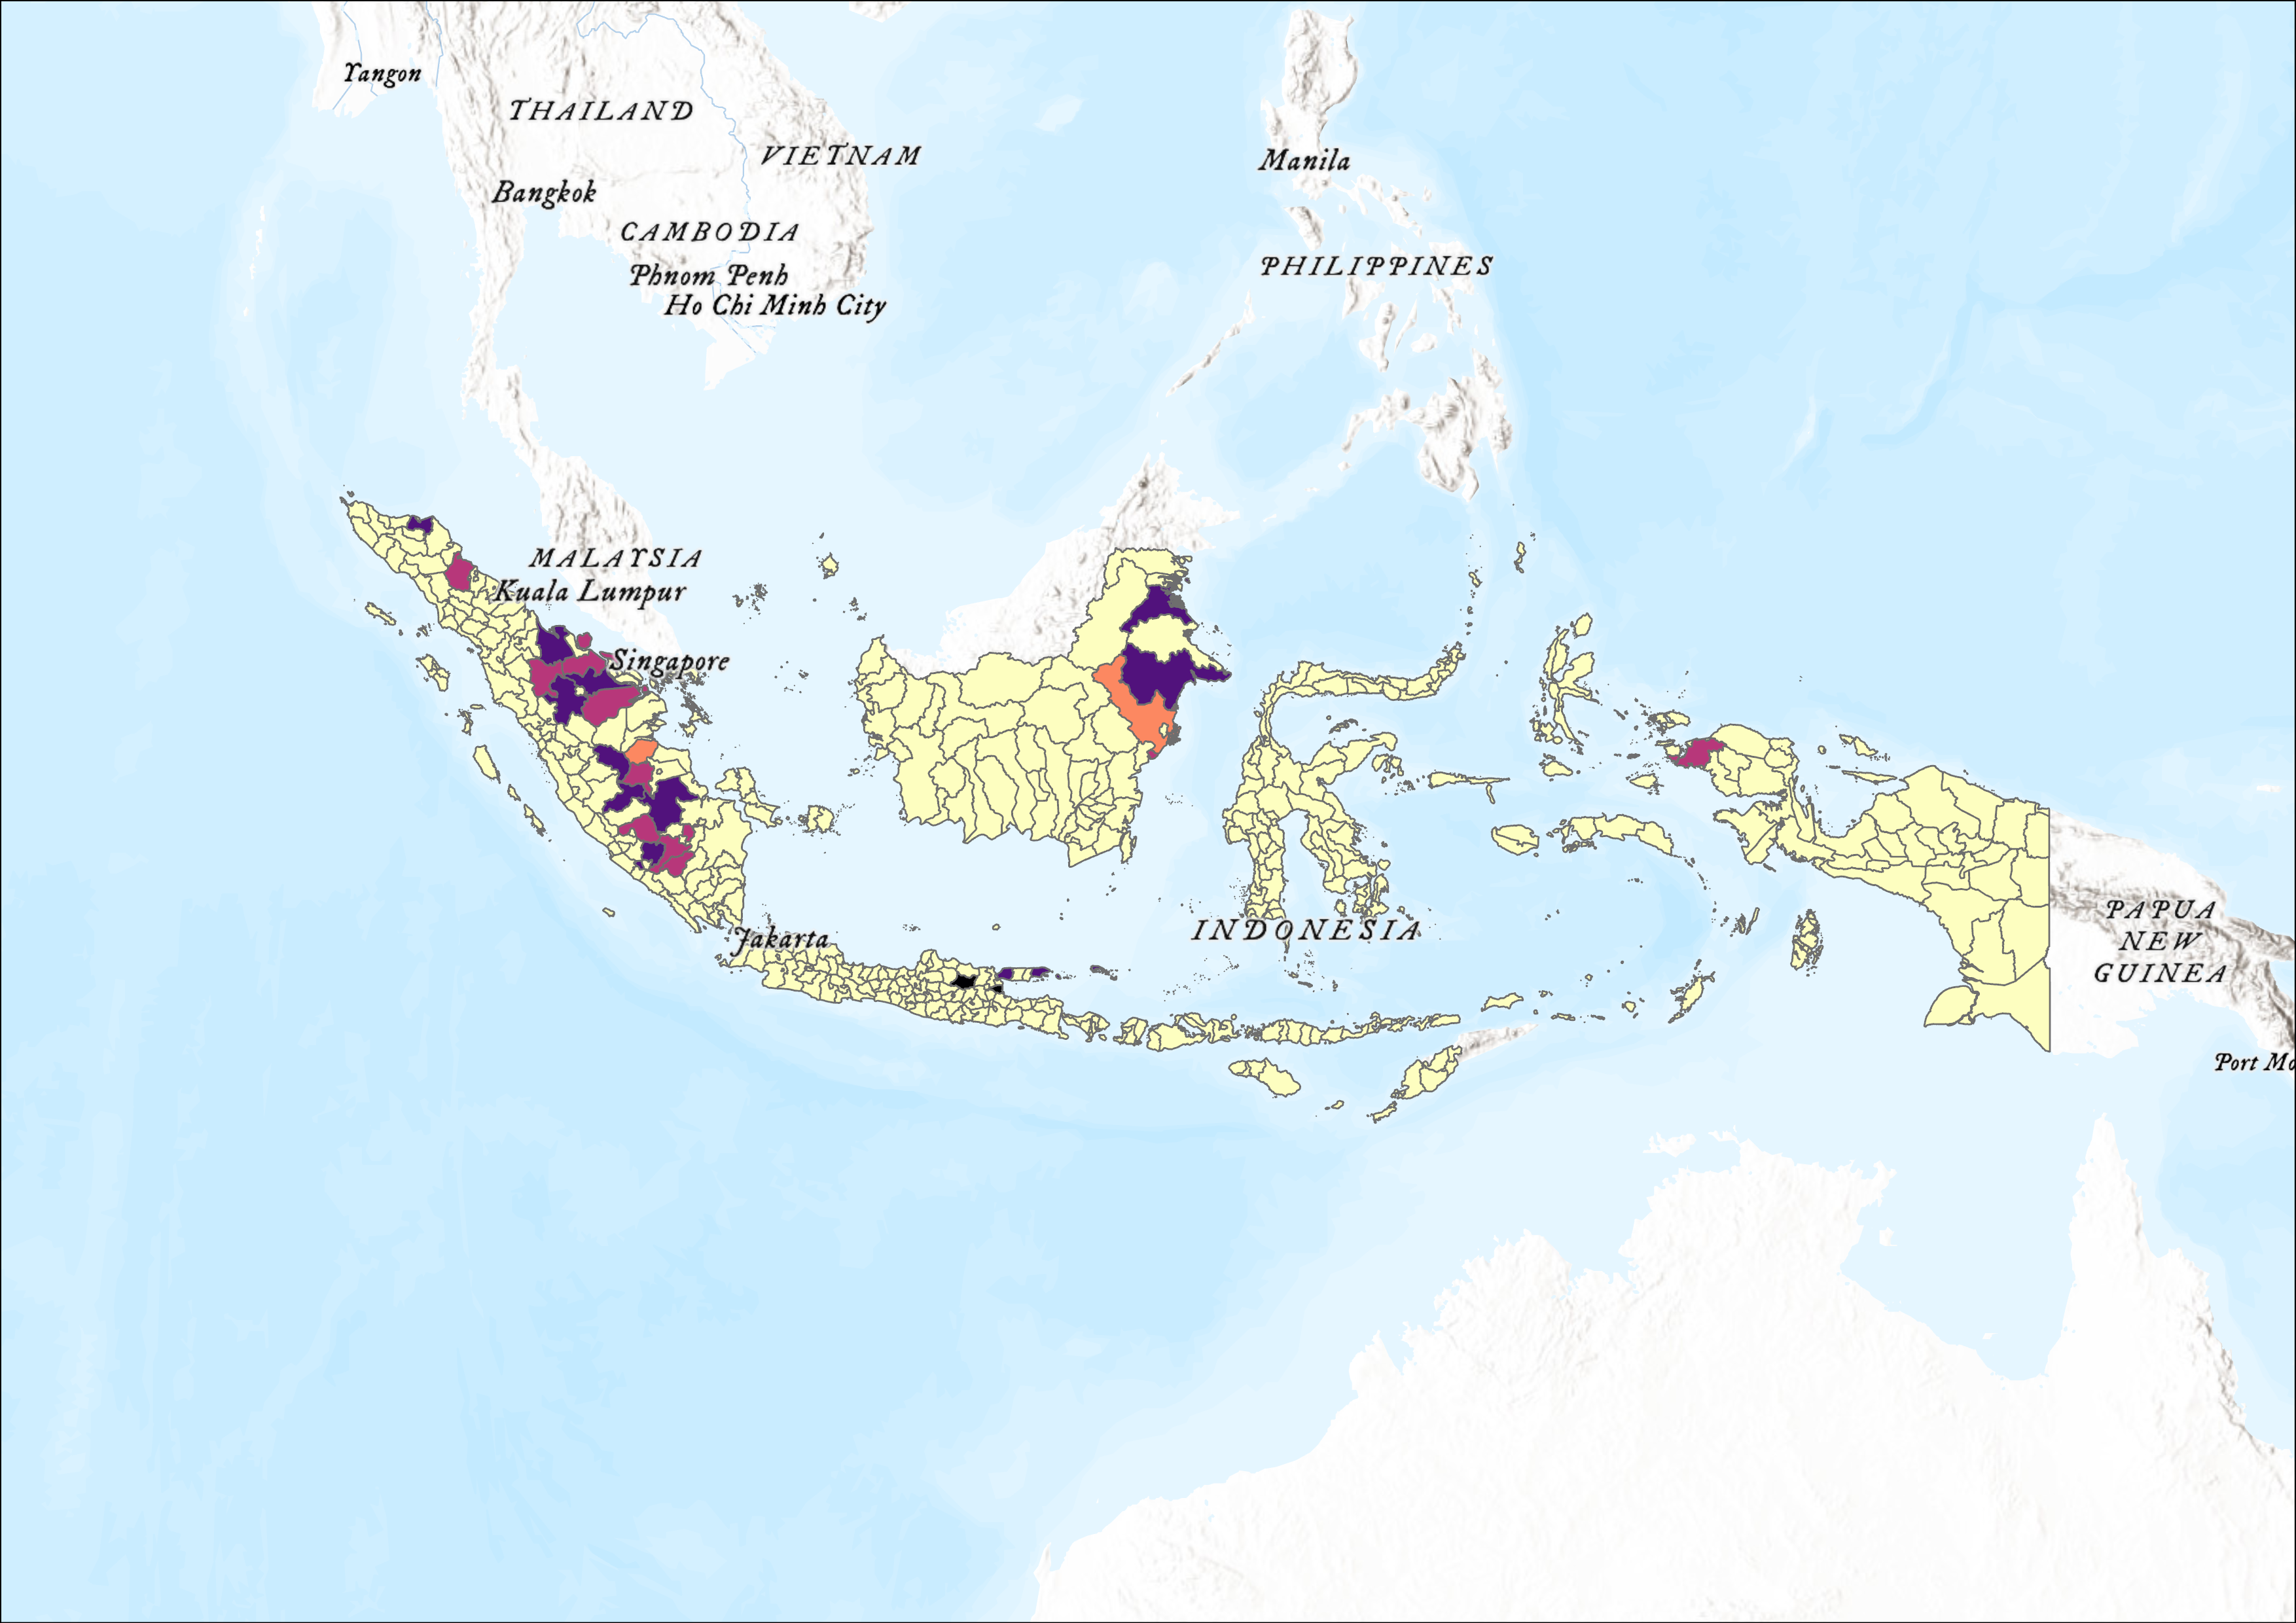 Yangon
THAILAND
VIETNAM
Bangkok
CAMBODIA
Phnom Penh
Ho Chi Minh City
Manila
PHILIPPINES
MALAYSIA
Kuala Lumpur
Singapore
Jakarta
INDONESIA
PAPUA
NEW
GUINEA
Port Mo